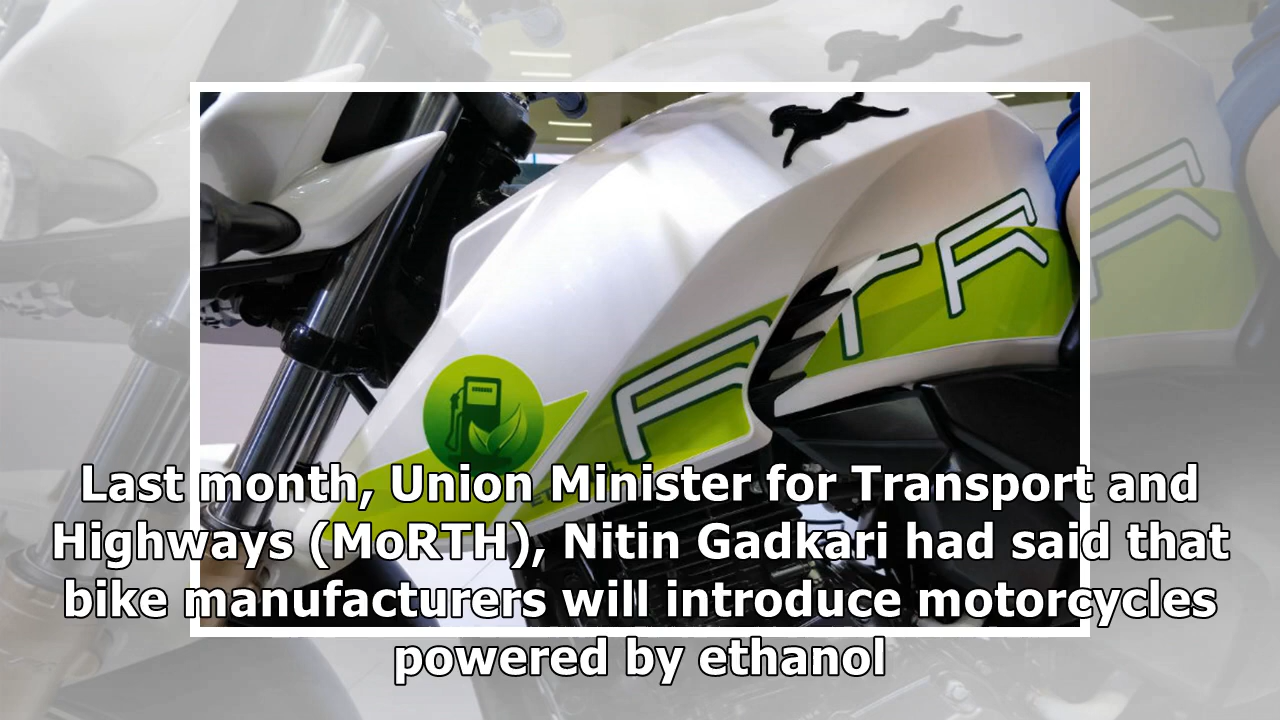 Last month, Union Minister for Transport and
Highways (MoRTH), Nitin Gadkari had said that
bike manufacturers will introduce motorcycles
powered by ethanol